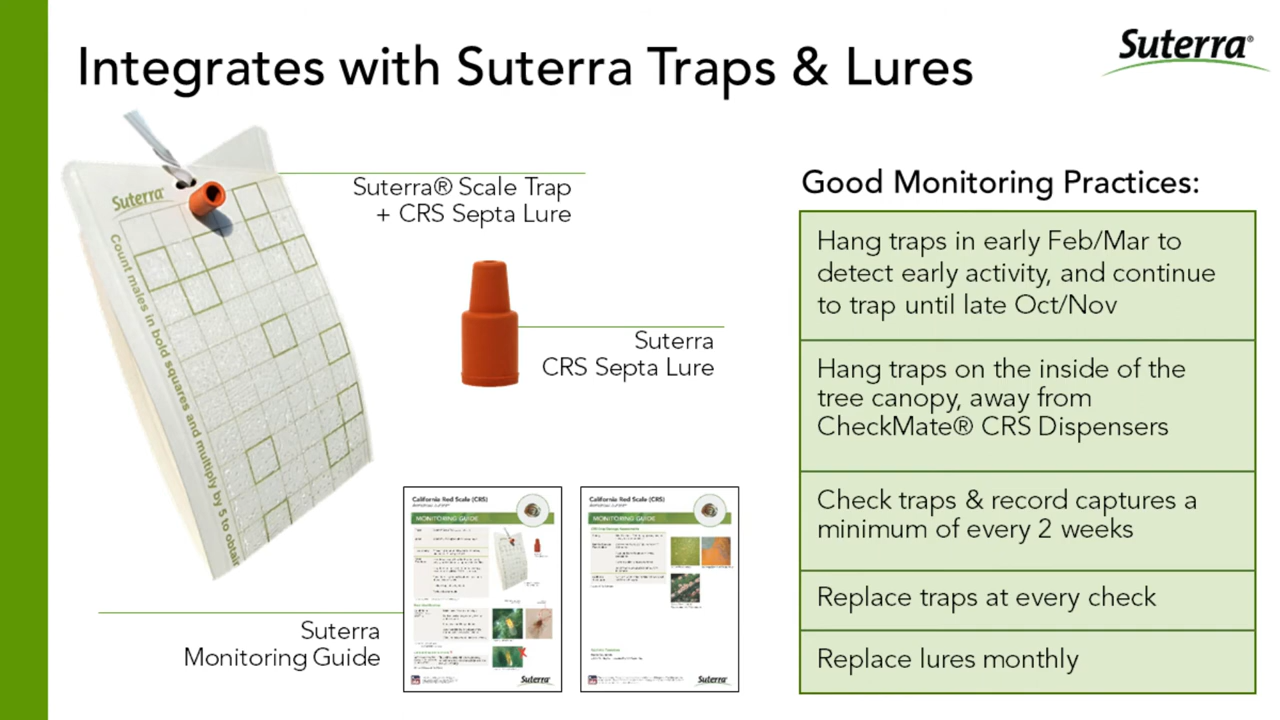 Integrates with Suterra Traps & Lures
Suterra®
Suterra
Count males in bold squares and multiply by 5 to obtain
Suterra® Scale Trap
+ CRS Septa Lure
Suterra
CRS Septa Lure
California Red Scale (CRS)
MONITORING GUIDE
Suterra
California Red Scale (CRS)
MONITORING GUIDE
Suterra
Suterra
Monitoring Guide
Good Monitoring Practices:
Hang traps in early Feb/Mar to
detect early activity, and continue
to trap until late Oct/Nov
Hang traps on the inside of the
tree canopy, away from
CheckMate® CRS Dispensers
Check traps & record captures a
minimum of every 2 weeks
Replace traps at every check
Replace lures monthly